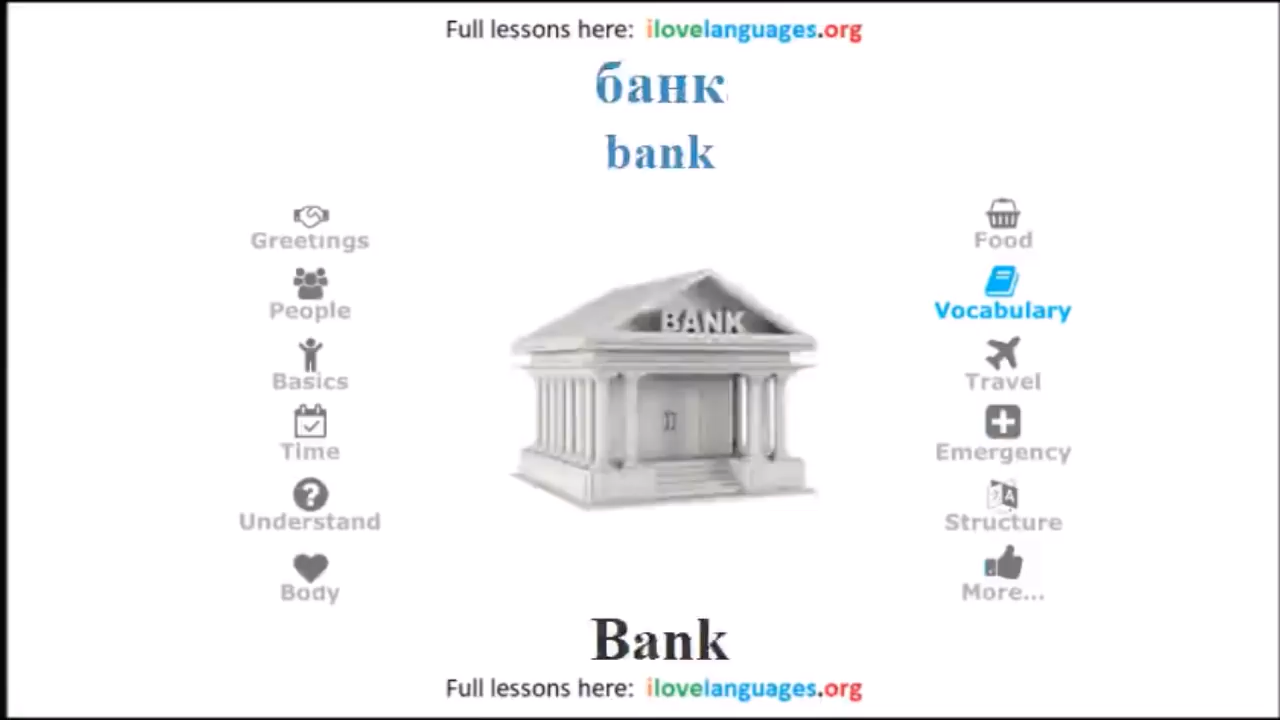 Full lessons here: ilovelanguages.org
банк
bank
Greetings
People
Basics
Time
Understand
Body
BANK
Food
Vocabulary
Travel
Emergency
Structure
More...
Bank
Full lessons here: ilovelanguages.org